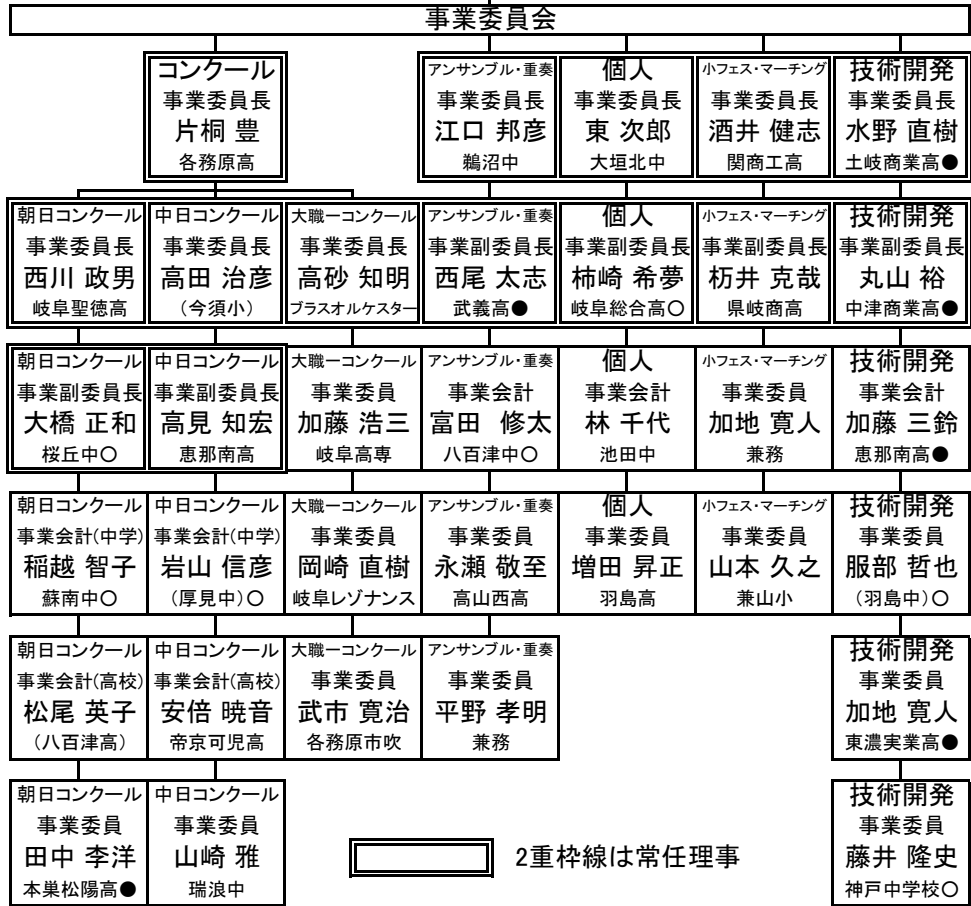 事業委員会
コンクール
事業委員長
片桐 豊
各務原高
アンサンブル・重奏
事業委員長
江口 邦彦
鵜沼中
個人
事業委員長
東 次郎
大垣北中
小フェス・マーチング
事業委員長
酒井 健志
関商工高
技術開発
事業委員長
水野 直樹
土岐商業高●
朝日コンクール
事業委員長
西川 政男
岐阜聖徳高
中日コンクール
事業委員長
高田 治彦
(今須小)
大職一コンクール
事業委員長
高砂 知明
ブラスオルケスター
アンサンブル・重奏
事業副委員長
西尾 太志
武義高●
個人
事業副委員長
柿崎 希夢
岐阜総合高○
小フェス・マーチング
事業副委員長
杤井 克哉
県岐商高
技術開発
事業副委員長
丸山 裕
中津商業高●
朝日コンクール
事業副委員長
大橋 正和
桜丘中○
中日コンクール
事業副委員長
高見 知宏
恵那南高
大職一コンクール
事業委員
加藤 浩三
岐阜高専
アンサンブル・重奏
事業会計
富田　修太
八百津中○
個人
事業会計
林 千代
池田中
小フェス・マーチング
事業委員
加地 寛人
兼務
技術開発
事業会計
加藤 三鈴
恵那南高●
朝日コンクール
事業会計(中学)
稲越 智子
蘇南中○
中日コンクール
事業会計(中学)
岩山 信彦
(厚見中)○
大職一コンクール
事業委員
岡崎 直樹
岐阜レゾナンス
アンサンブル・重奏
事業委員
永瀬 敬至
高山西高
個人
事業委員
増田 昇正
羽島高
小フェス・マーチング
事業委員
山本 久之
兼山小
技術開発
事業委員
服部 哲也
(羽島中)○
朝日コンクール
事業会計(高校)
松尾 英子
(八百津高)
中日コンクール
事業会計(高校)
安倍 暁音
帝京可児高
大職一コンクール
事業委員
武市 寛治
各務原市吹
アンサンブル・重奏
事業委員
平野 孝明
兼務
技術開発
事業委員
加地 寛人
東濃実業高●
朝日コンクール
事業委員
田中 李洋
本巣松陽高●
中日コンクール
事業委員
山崎 雅
瑞浪中
2重枠線は常任理事
技術開発
事業委員
藤井 隆史
神戸中学校○